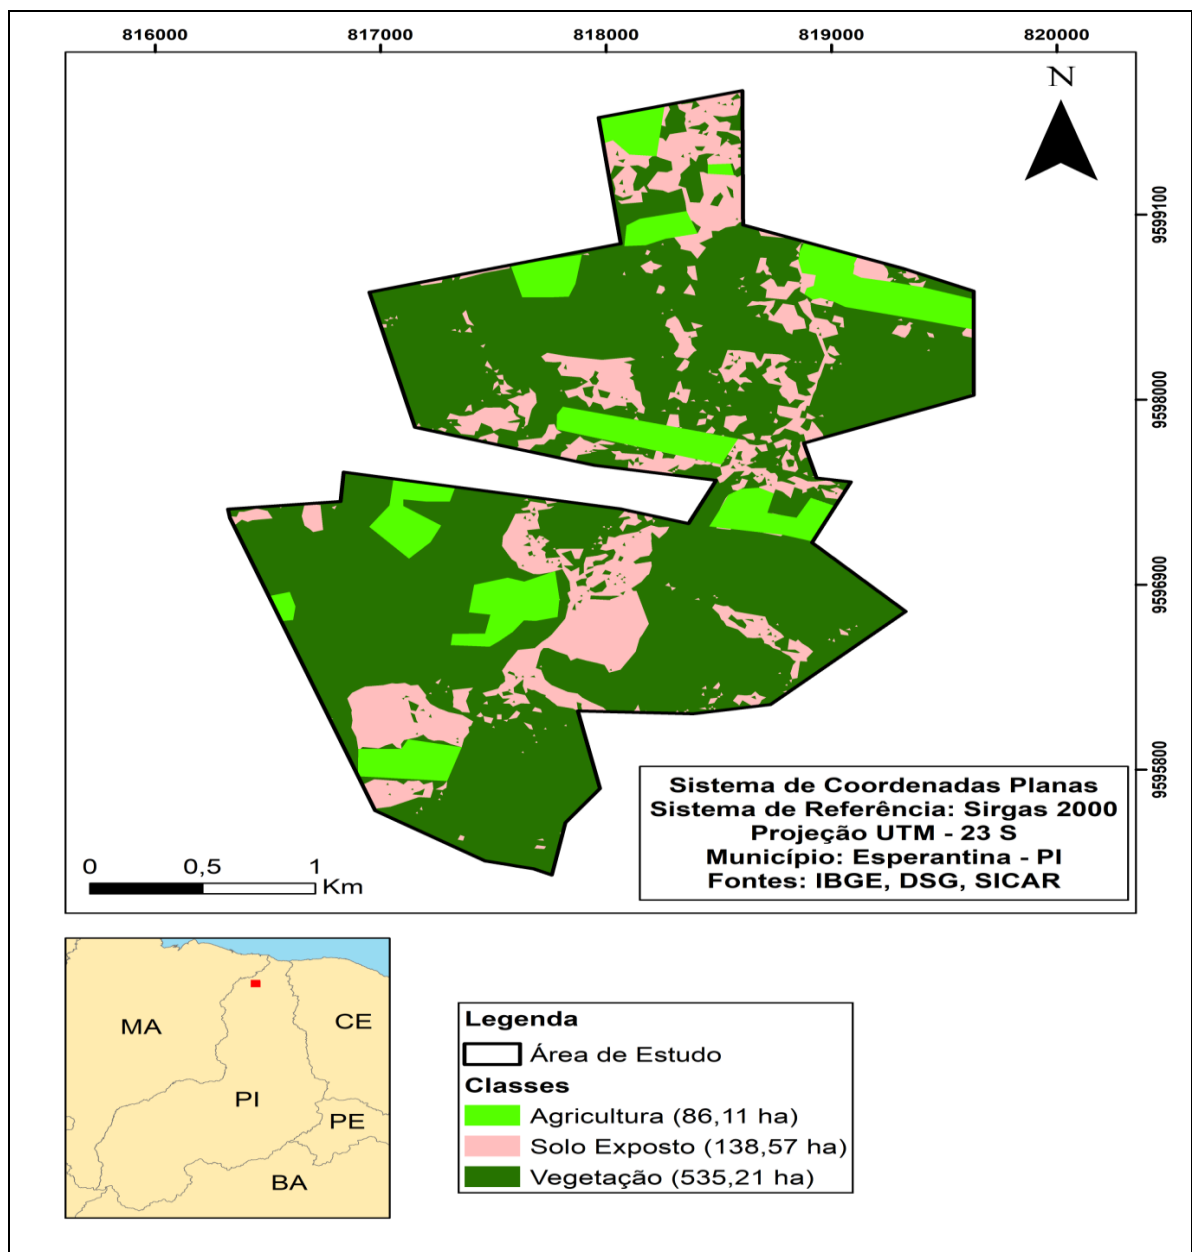 816000 817000 818000 819000 820000
N
9599100
9598000
9596900
9595800
Sistema de Coordenadas Planas
Sistema de Referência: Sirgas 2000
Projeção UTM - 23 S
Município: Esperantina - PI
Fontes: IBGE, DSG, SICAR
0 0,5 1
Km
MA
CE
PI
PE
BA
Legenda
Área de Estudo
Classes
Agricultura (86,11 ha)
Solo Exposto (138,57 ha)
Vegetação (535,21 ha)